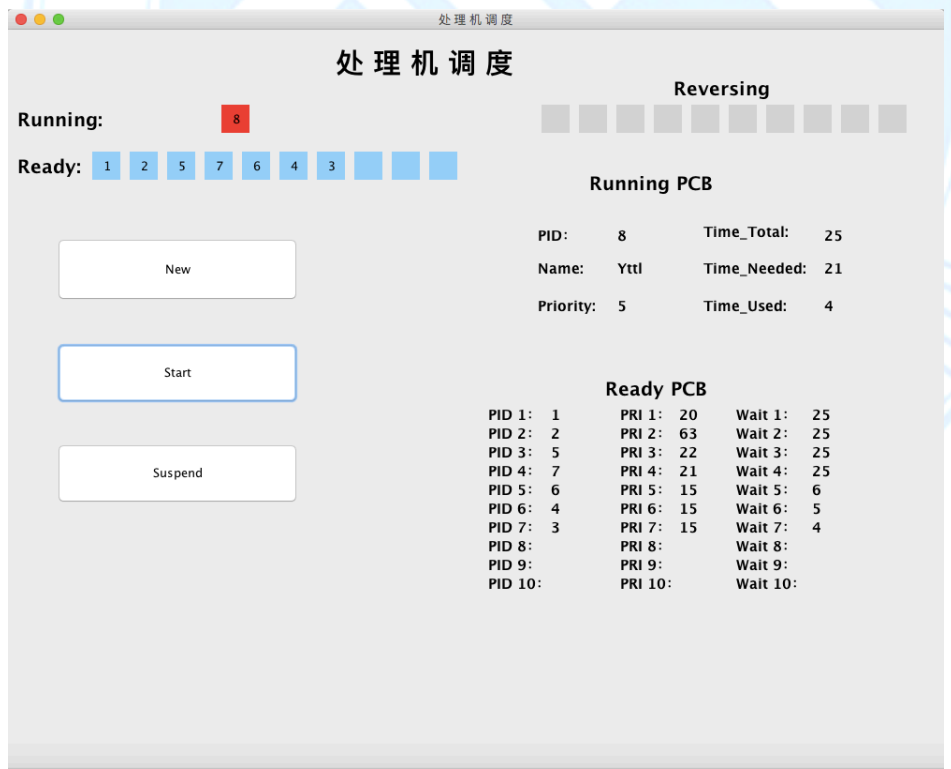 处理机调度
处理机调度
Reversing
Running: 8
Ready: 1 2 5 7 6 4 3
Running PCB
PID: 8 Time_Total: 25
New
Name: Yttl Time_Needed: 21
Priority: 5 Time_Used: 4
Start
Ready PCB
PID 1: 1 PRI 1: 20 Wait 1: 25
PID 2: 2 PRI 2: 63 Wait 2: 25
PID 3: 5 PRI 3: 22 Wait 3: 25
Suspend
PID 4: 7 PRI 4: 21 Wait 4: 25
PID 5: 6 PRI 5: 15 Wait 5: 6
PID 6: 4 PRI 6: 15 Wait 6: 5
PID 7: 3 PRI 7: 15 Wait 7: 4
PID 8: PRI 8: Wait 8:
PID 9: PRI 9: Wait 9:
PID 10: PRI 10: Wait 10: